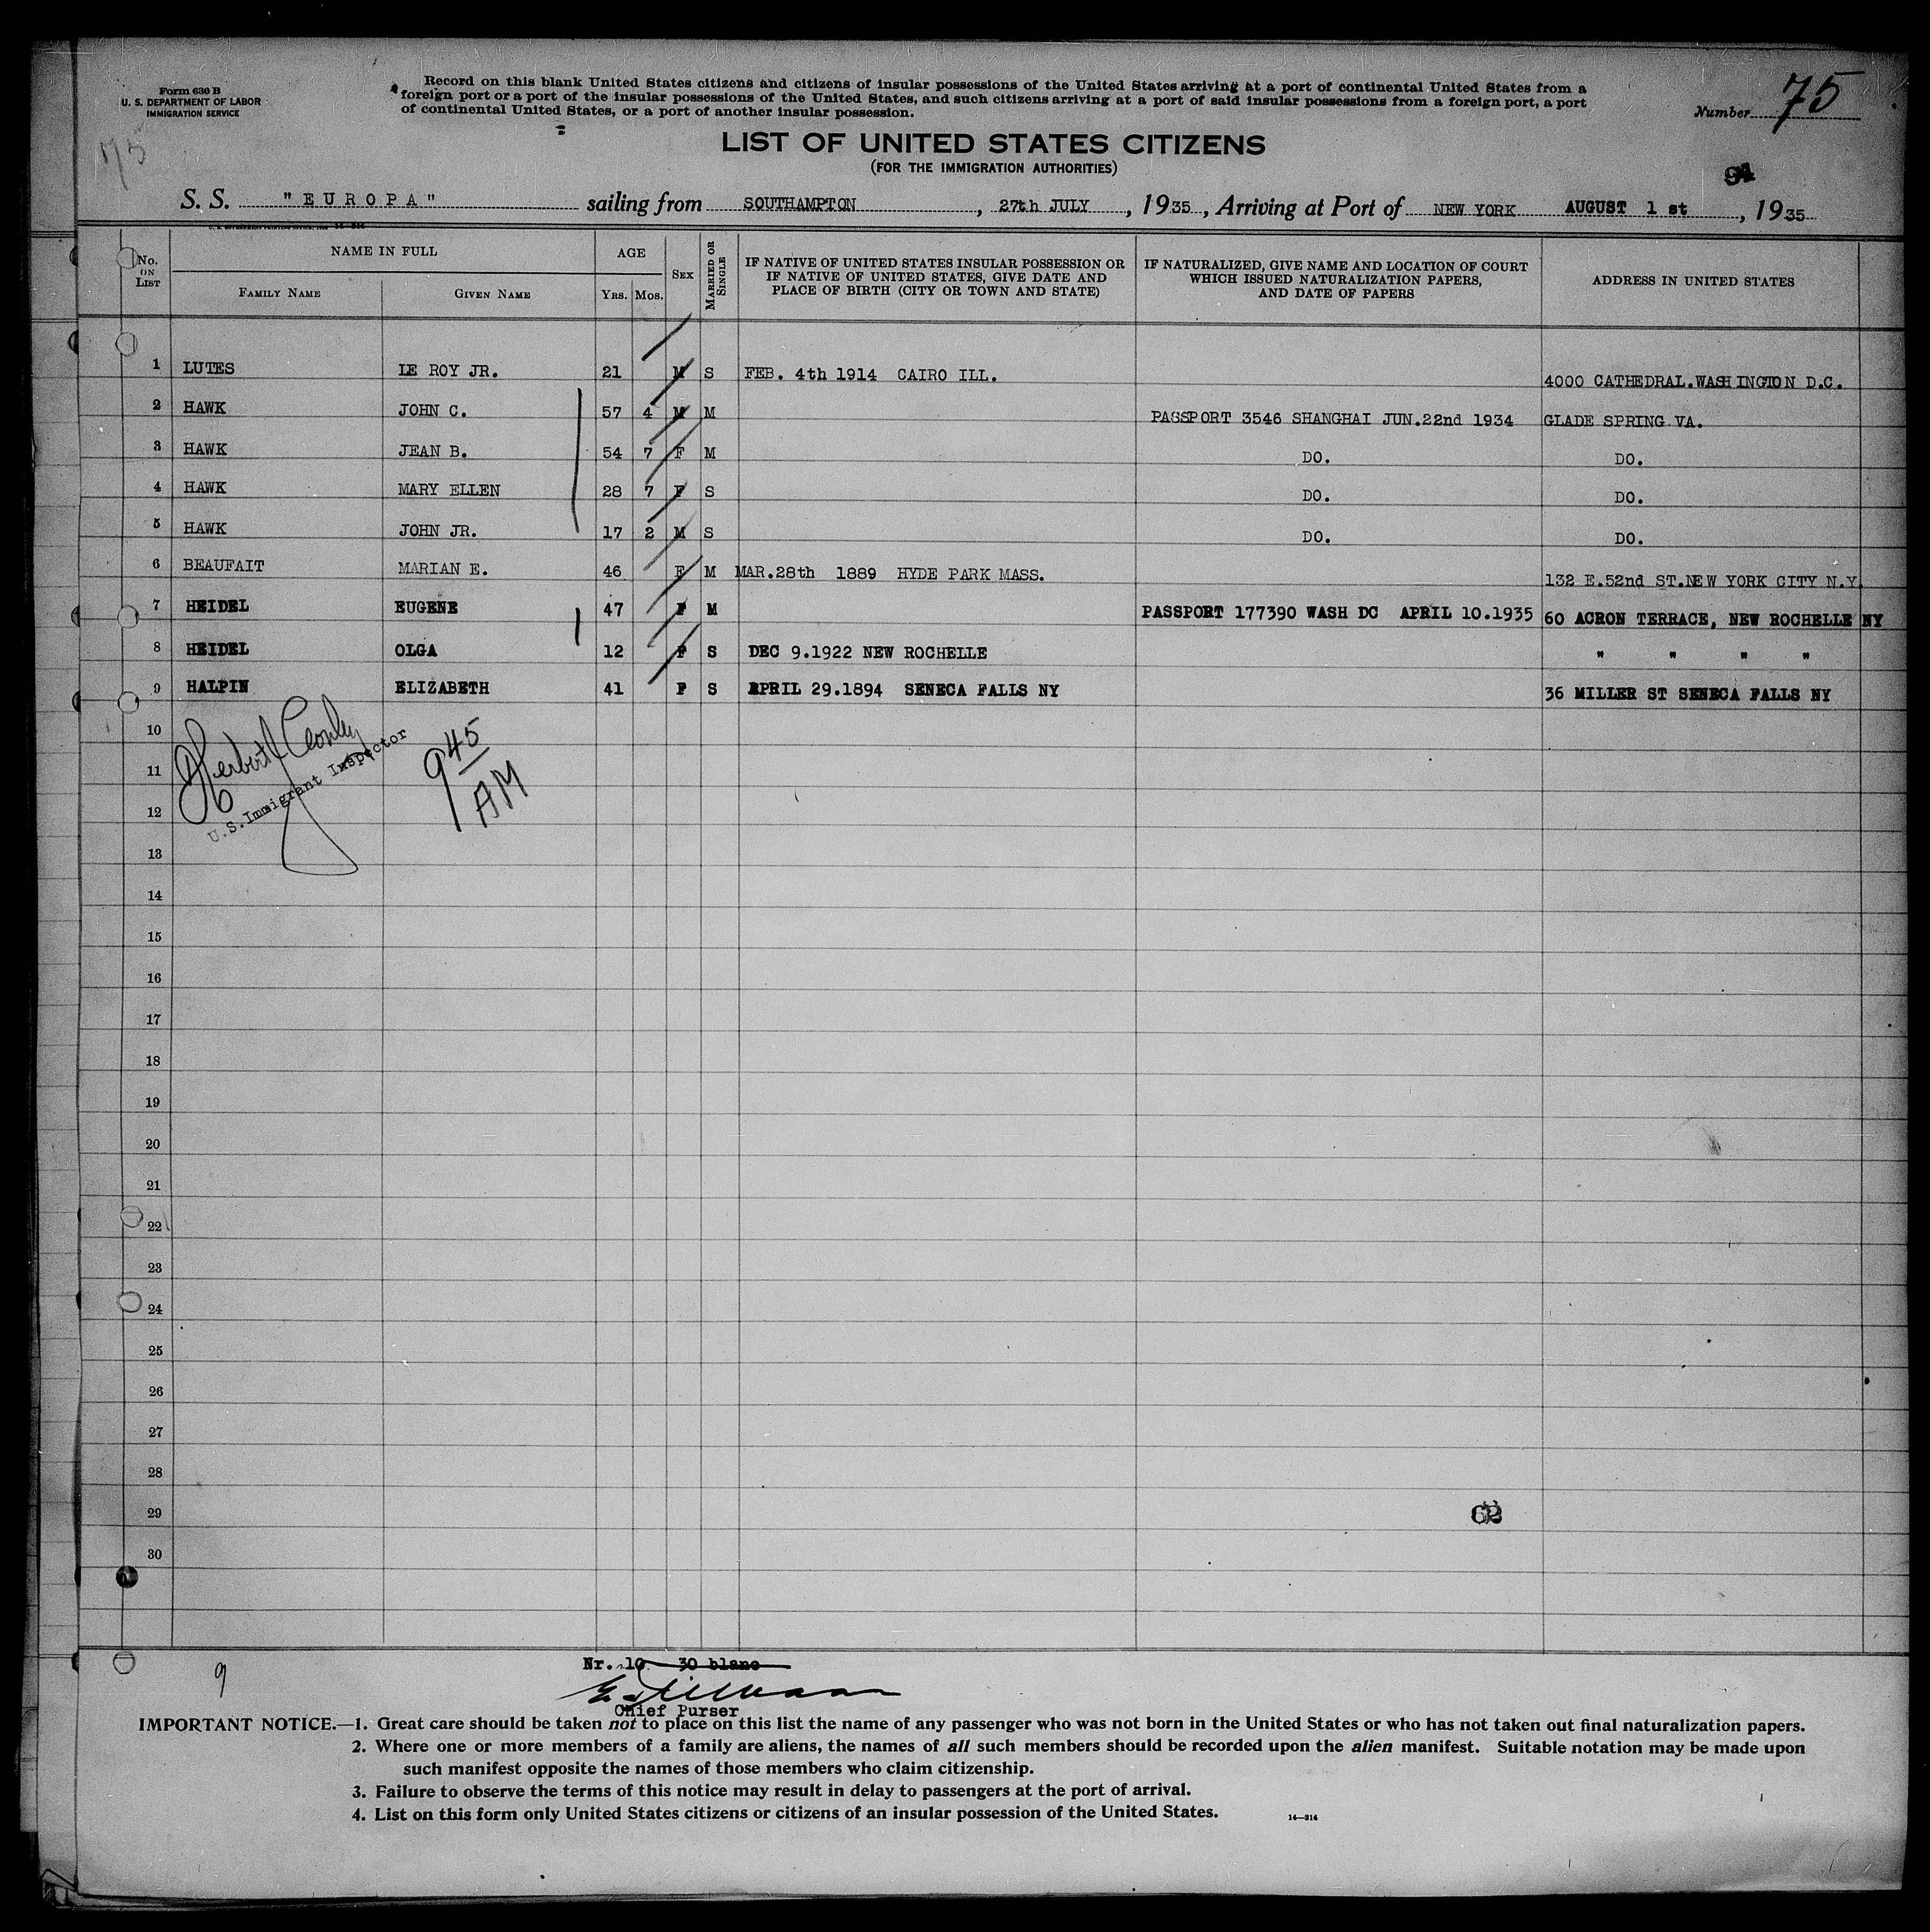 Form 630 B
U. S. DEPARTMENT OF LABOR
IMMIGRATION SERVICE
Record on this blank United States citizens and citizens of insular possessions of the United States arriving at a port of continental United States from a
foreign port or a port of the insular possessions of the United States, and such citizens arriving at a port of said insular possessions from a foreign port, a port
of continental United States, or a port of another insular possession.
Number 75
175
LIST OF UNITED STATES CITIZENS
(FOR THE IMMIGRATION AUTHORITIES)
S. S. "EUROPA" sailing from SOUTHAMPTON, 27th JULY, 1935, Arriving at Port of NEW YORK AUGUST 1 st, 1935
No. ON LIST NAME IN FULL FAMILY NAME GIVEN NAME AGE YRS. MOS. SEX MARRIED OR SINGLE IF NATIVE OF UNITED STATES INSULAR POSSESSION OR IF NATIVE OF UNITED STATES, GIVE DATE AND PLACE OF BIRTH (CITY OR TOWN AND STATE) IF NATURALIZED, GIVE NAME AND LOCATION OF COURT WHICH ISSUED NATURALIZATION PAPERS, AND DATE OF PAPERS ADDRESS IN UNITED STATES
1 LUTES LE ROY JR. 21 M S FEB. 4th 1914 CAIRO ILL. 4000 CATHEDRAL.WASHINGTON D.C.
2 HAWK JOHN C. 57 4 M M PASSPORT 3546 SHANGHAI JUN.22nd 1934 GLADE SPRING VA.
3 HAWK JEAN B. 54 7 F M DO. DO.
4 HAWK MARY ELLEN 28 7 F S DO. DO.
5 HAWK JOHN JR. 17 2 M S DO. DO.
6 BEAUFAIT MARIAN E. 46 F M MAR.28th 1889 HYDE PARK MASS. 132 E.52nd ST.NEW YORK CITY N.Y.
7 HEIDEL EUGENE 47 F M PASSPORT 177390 WASH DC APRIL 10.1935 60 ACRON TERRACE, NEW ROCHELLE NY
8 HEIDEL OLGA 12 F S DEC 9.1922 NEW ROCHELLE " " " "
9 HALPIN ELIZABETH 41 F S APRIL 29.1894 SENECA FALLS NY 36 MILLER ST SENECA FALLS NY
10
11
12
Herbert
U.S.Immigrant Inspector
9 45 AM
13
14
15
16
17
18
19
20
21
22
23
24
25
26
27
28
29
30
9
Nr. 10 - 30 blanc
Chief Purser
IMPORTANT NOTICE.—1. Great care should be taken not to place on this list the name of any passenger who was not born in the United States or who has not taken out final naturalization papers.
2. Where one or more members of a family are aliens, the names of all such members should be recorded upon the alien manifest. Suitable notation may be made upon
such manifest opposite the names of those members who claim citizenship.
3. Failure to observe the terms of this notice may result in delay to passengers at the port of arrival.
4. List on this form only United States citizens or citizens of an insular possession of the United States.
14—214